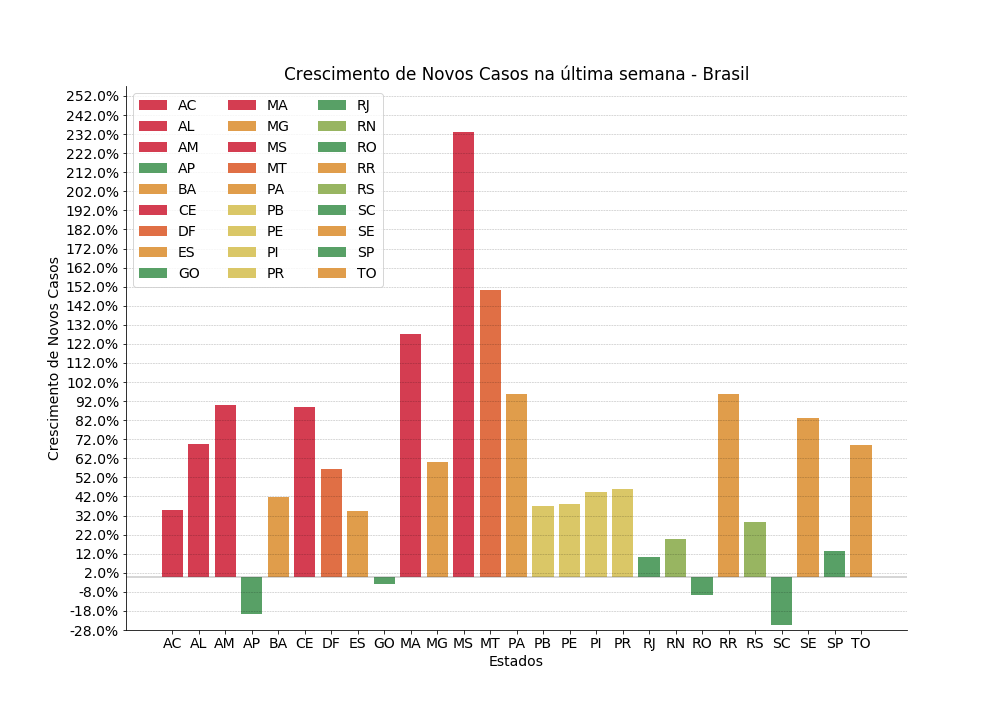 Crescimento de Novos Casos na última semana - Brasil
Crescimento de Novos Casos
252.0%
242.0%
232.0%
222.0%
212.0%
202.0%
192.0%
182.0%
172.0%
162.0%
152.0%
142.0%
132.0%
122.0%
112.0%
102.0%
92.0%
82.0%
72.0%
62.0%
52.0%
42.0%
32.0%
22.0%
12.0%
2.0%
-8.0%
-18.0%
-28.0%
AC MA RJ
AL MG RN
AM MS RO
AP MT RR
BA PA RS
CE PB SC
DF PE SE
ES PI SP
GO PR TO
AC AL AM AP BA CE DF ES GO MA MG MS MT PA PB PE PI PR RJ RN RO RR RS SC SE SP TO
Estados